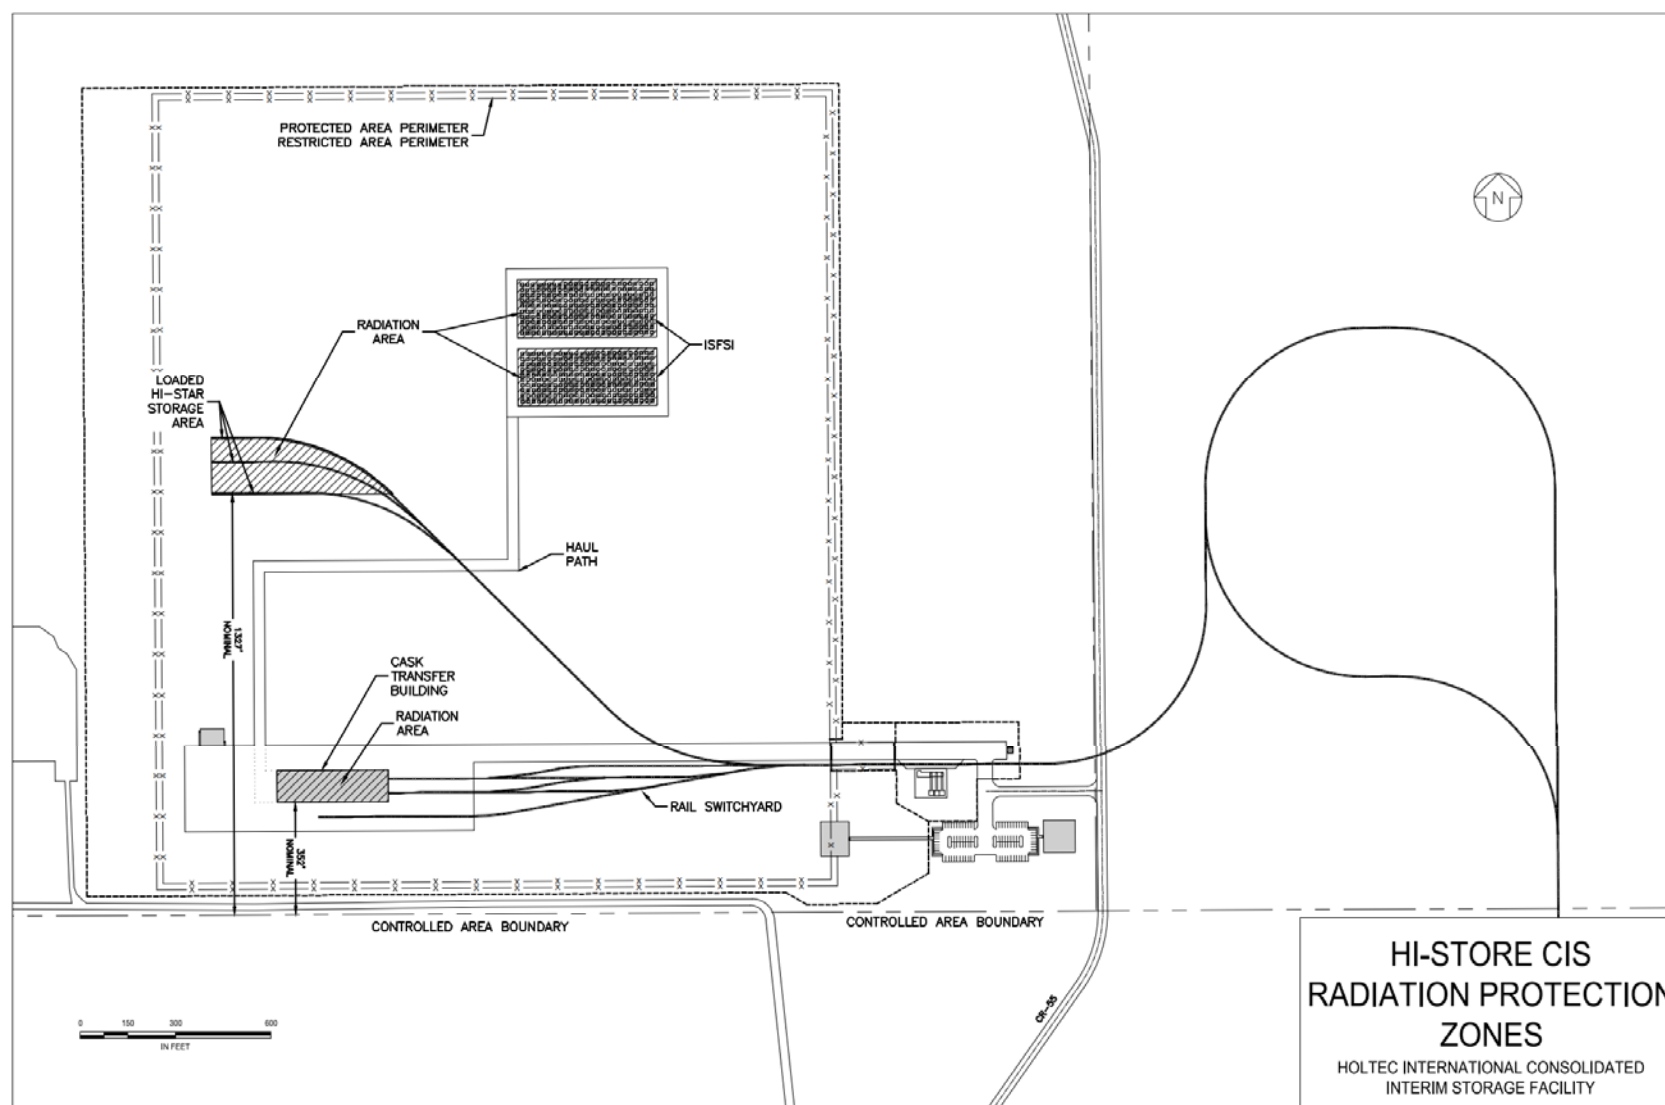 PROTECTED AREA PERIMETER
RESTRICTED AREA PERIMETER
N
RADIATION
AREA
ISFSI
LOADED
HI-STAR
STORAGE
AREA
HAUL
PATH
1327'
NOMINAL
CASK
TRANSFER
BUILDING
RADIATION
AREA
RAIL SWITCHYARD
352'
NOMINAL
CONTROLLED AREA BOUNDARY
CONTROLLED AREA BOUNDARY
CR-55
0 150 300 600
IN FEET
HI-STORE CIS
RADIATION PROTECTION
ZONES
HOLTEC INTERNATIONAL CONSOLIDATED
INTERIM STORAGE FACILITY